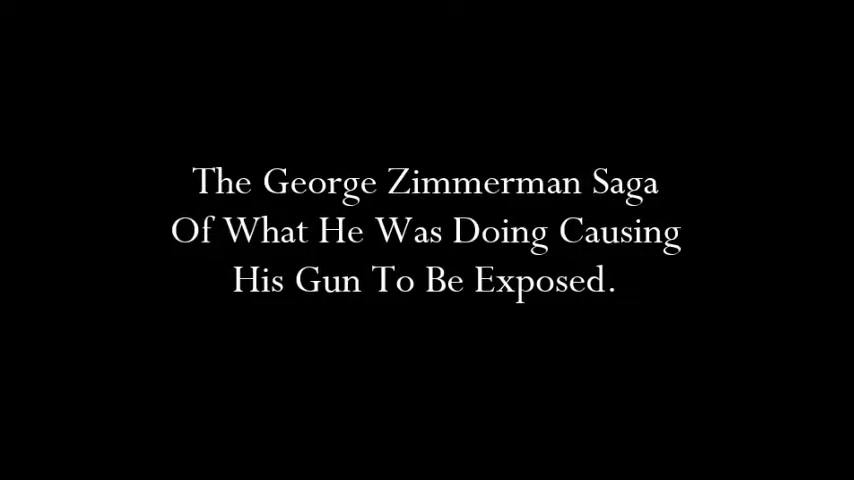 The George Zimmerman Saga
Of What He Was Doing Causing
His Gun To Be Exposed.